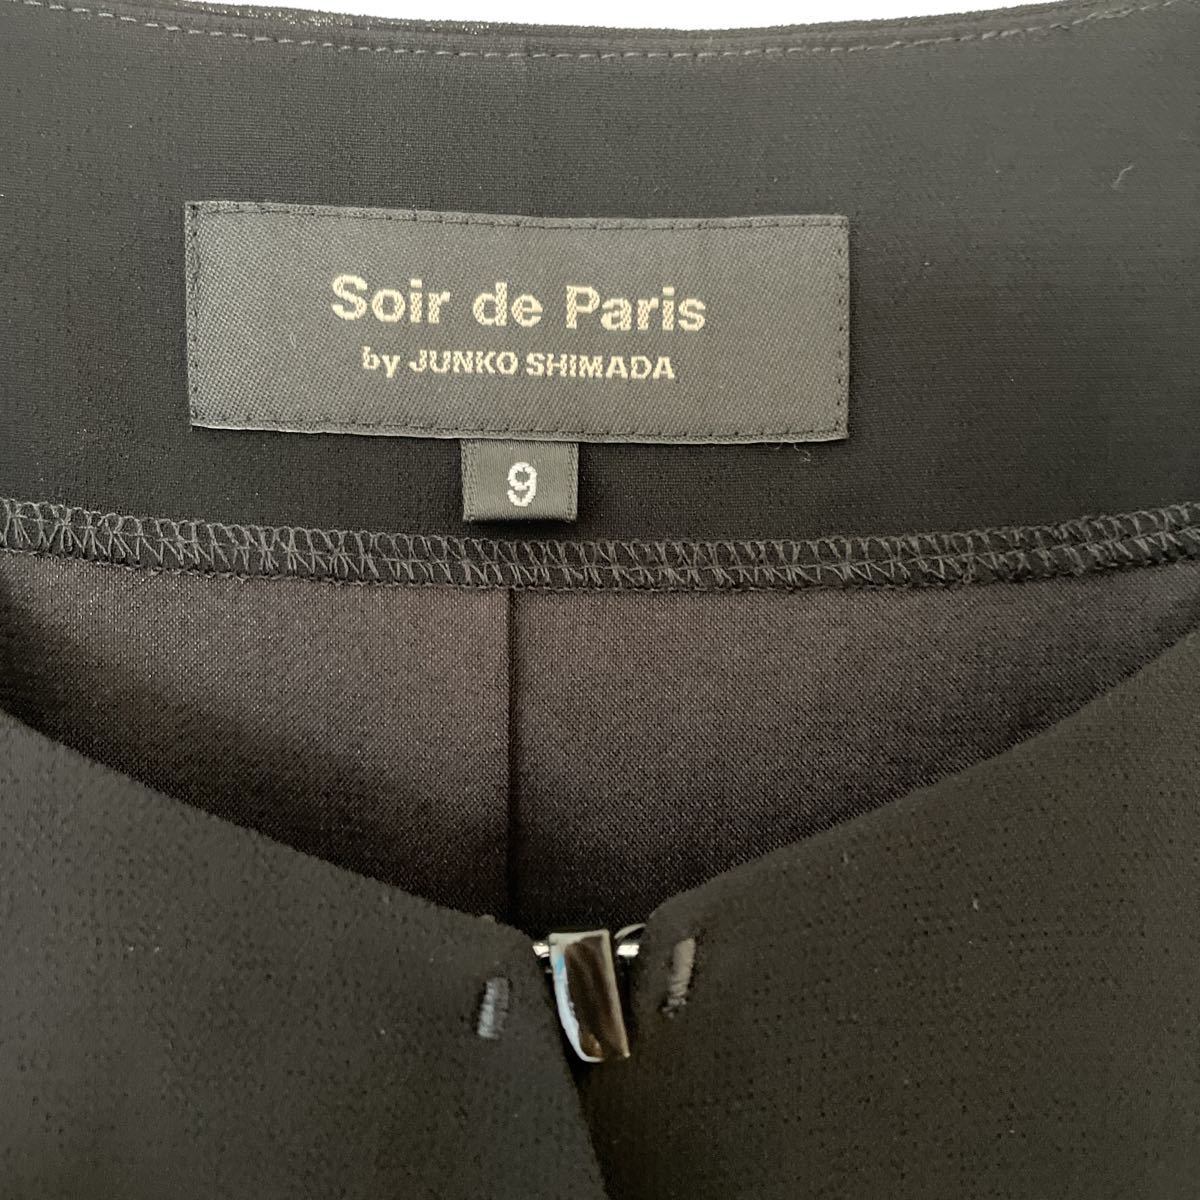 Soir de Paris
by JUNKO SHIMADA
9